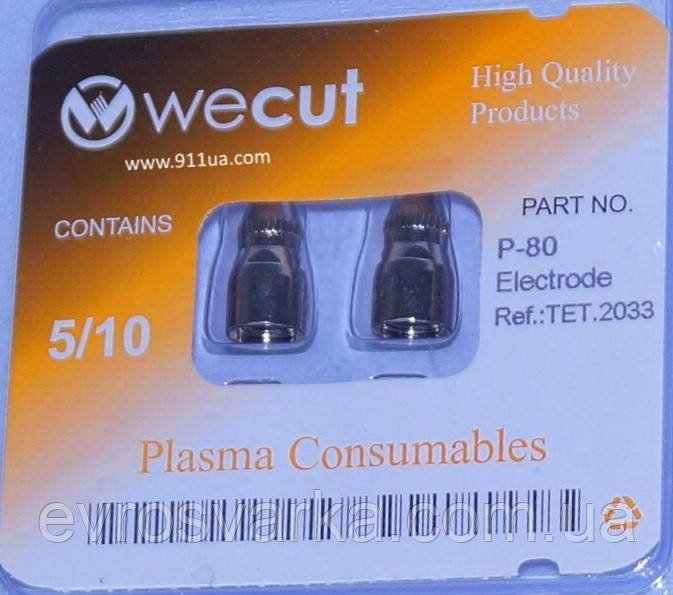 wecut
www.911ua.com
High Quality
Products
CONTAINS
5/10
PART NO.
P-80
Electrode
Ref.:TET.2033
Plasma Consumables
evrosvarka.com.ua